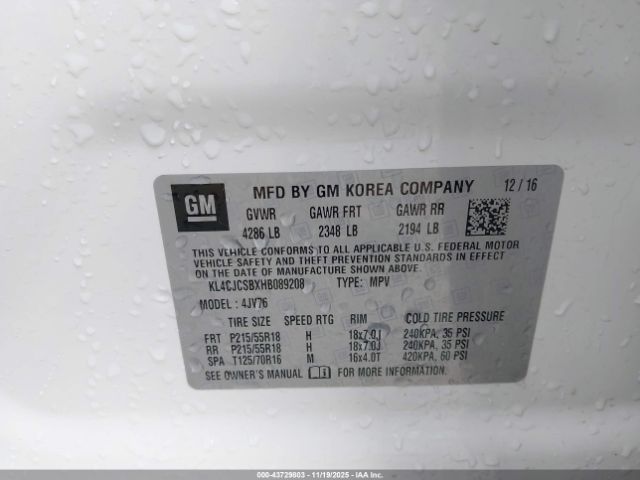 GM
MFD BY GM KOREA COMPANY 12/16
GVWR GAWR FRT GAWR RR
4286 LB 2348 LB 2194 LB
THIS VEHICLE CONFORMS TO ALL APPLICABLE U.S. FEDERAL MOTOR
VEHICLE SAFETY AND THEFT PREVENTION STANDARDS IN EFFECT
ON THE DATE OF MANUFACTURE SHOWN ABOVE.
KL4CJCSBXHB089208 TYPE: MPV
MODEL: 4JV76
TIRE SIZE SPEED RTG RIM COLD TIRE PRESSURE
FRT P215/55R18 H 18x7.0J 240KPA, 35 PSI
RR P215/55R18 H 18x7.0J 240KPA, 35 PSI
SPA T125/70R16 M 16x4.0T 420KPA, 60 PSI
SEE OWNER'S MANUAL FOR MORE INFORMATION.
000-43729803 - 11/19/2025 - IAAI.COM